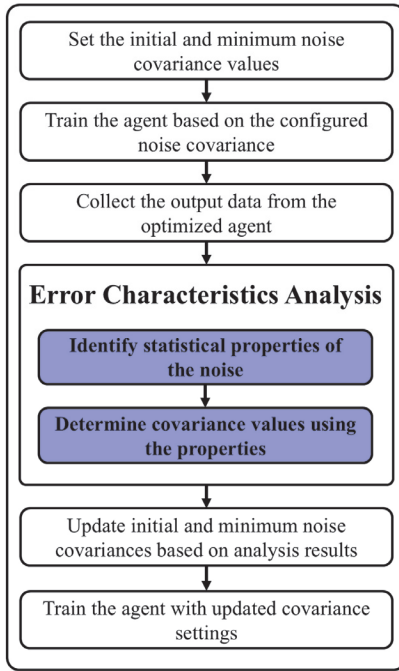 Set the initial and minimum noise
covariance values
Train the agent based on the configured
noise covariance
Collect the output data from the
optimized agent
Error Characteristics Analysis
Identify statistical properties of
the noise
Determine covariance values using
the properties
Update initial and minimum noise
covariances based on analysis results
Train the agent with updated covariance
settings